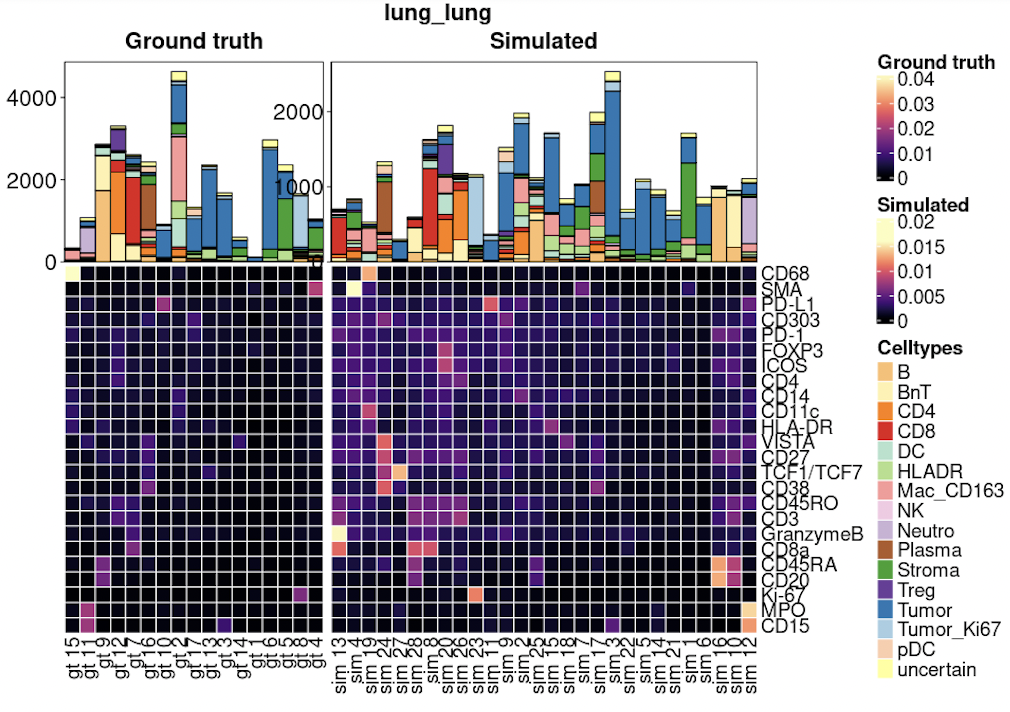 lung_lung
Ground truth
Simulated
4000
2000
0
2000
1000
0
CD68
SMA
PD-L1
CD303
PD-1
FOXP3
ICOS
CD4
CD14
CD11c
HLA-DR
VISTA
CD27
TCF1/TCF7
CD38
CD45RO
CD3
GranzymeB
CD8a
CD45RA
CD20
Ki-67
MPO
CD15
gt 15
gt 11
gt 9
gt 12
gt 7
gt 16
gt 10
gt 2
gt 17
gt 13
gt 3
gt 14
gt 1
gt 6
gt 5
gt 8
gt 4
sim 13
sim 4
sim 19
sim 24
sim 27
sim 28
sim 8
sim 20
sim 26
sim 23
sim 11
sim 9
sim 2
sim 25
sim 15
sim 18
sim 7
sim 17
sim 3
sim 22
sim 5
sim 14
sim 21
sim 1
sim 6
sim 16
sim 10
sim 12
Ground truth
0.04
0.03
0.02
0.01
0
Simulated
0.02
0.015
0.01
0.005
0
Celltypes
B
BnT
CD4
CD8
DC
HLADR
Mac_CD163
NK
Neutro
Plasma
Stroma
Treg
Tumor
Tumor_Ki67
pDC
uncertain